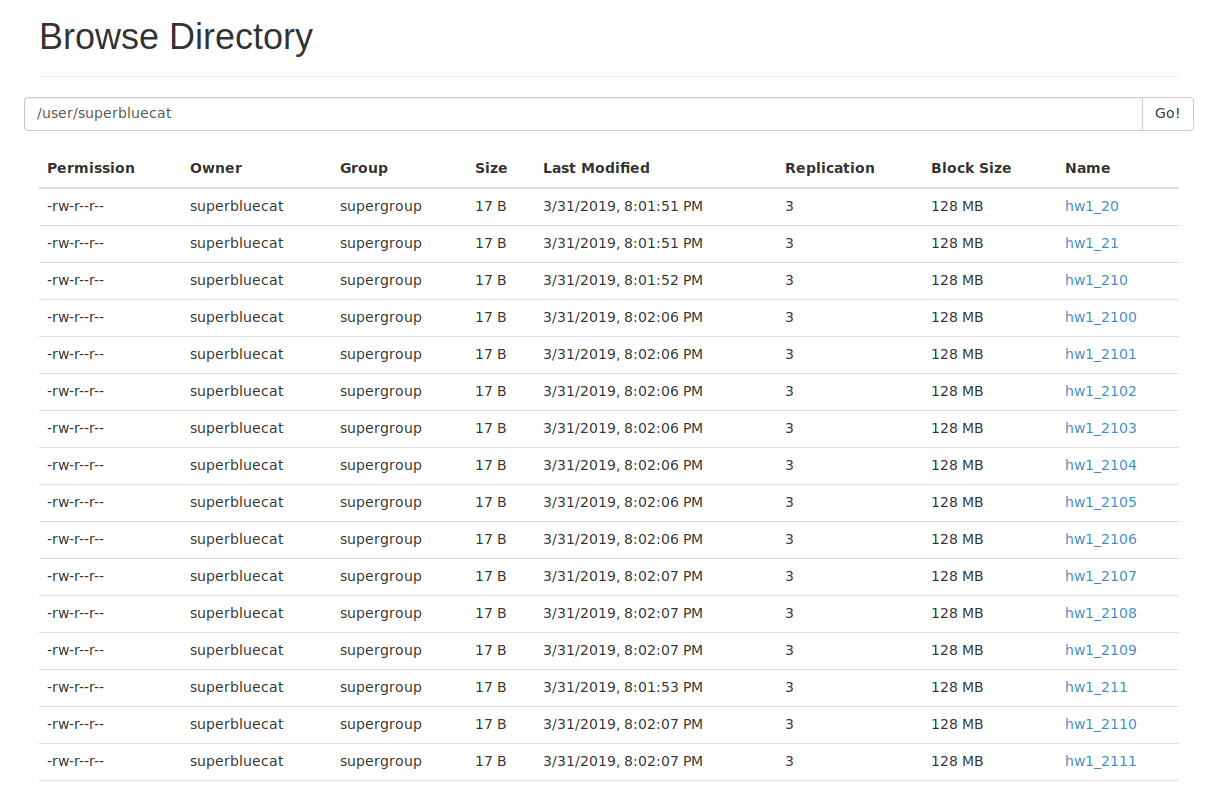 Browse Directory
/user/superbluecat Go!
Permission Owner Group Size Last Modified Replication Block Size Name
-rw-r--r-- superbluecat supergroup 17 B 3/31/2019, 8:01:51 PM 3 128 MB hw1_20
-rw-r--r-- superbluecat supergroup 17 B 3/31/2019, 8:01:51 PM 3 128 MB hw1_21
-rw-r--r-- superbluecat supergroup 17 B 3/31/2019, 8:01:52 PM 3 128 MB hw1_210
-rw-r--r-- superbluecat supergroup 17 B 3/31/2019, 8:02:06 PM 3 128 MB hw1_2100
-rw-r--r-- superbluecat supergroup 17 B 3/31/2019, 8:02:06 PM 3 128 MB hw1_2101
-rw-r--r-- superbluecat supergroup 17 B 3/31/2019, 8:02:06 PM 3 128 MB hw1_2102
-rw-r--r-- superbluecat supergroup 17 B 3/31/2019, 8:02:06 PM 3 128 MB hw1_2103
-rw-r--r-- superbluecat supergroup 17 B 3/31/2019, 8:02:06 PM 3 128 MB hw1_2104
-rw-r--r-- superbluecat supergroup 17 B 3/31/2019, 8:02:06 PM 3 128 MB hw1_2105
-rw-r--r-- superbluecat supergroup 17 B 3/31/2019, 8:02:06 PM 3 128 MB hw1_2106
-rw-r--r-- superbluecat supergroup 17 B 3/31/2019, 8:02:07 PM 3 128 MB hw1_2107
-rw-r--r-- superbluecat supergroup 17 B 3/31/2019, 8:02:07 PM 3 128 MB hw1_2108
-rw-r--r-- superbluecat supergroup 17 B 3/31/2019, 8:02:07 PM 3 128 MB hw1_2109
-rw-r--r-- superbluecat supergroup 17 B 3/31/2019, 8:01:53 PM 3 128 MB hw1_211
-rw-r--r-- superbluecat supergroup 17 B 3/31/2019, 8:02:07 PM 3 128 MB hw1_2110
-rw-r--r-- superbluecat supergroup 17 B 3/31/2019, 8:02:07 PM 3 128 MB hw1_2111